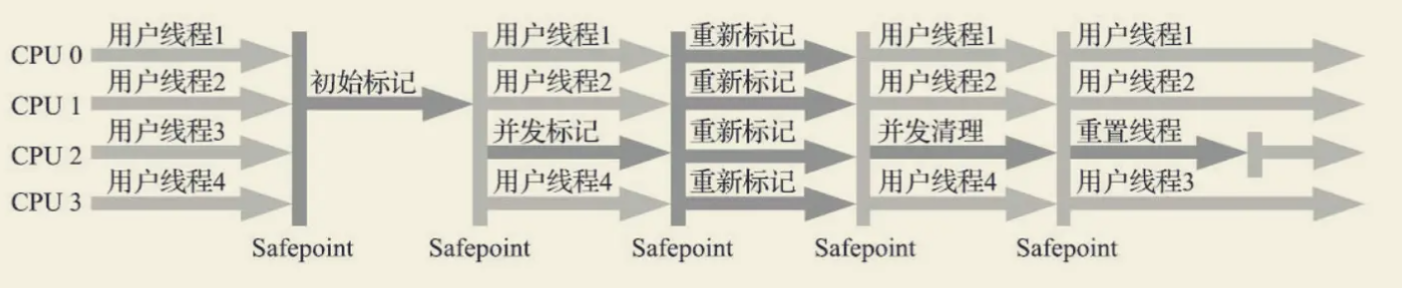 用户线程1 用户线程1 重新标记 用户线程1 用户线程1
CPU 0
用户线程2 初始标记 用户线程2 重新标记 用户线程2 用户线程2
CPU 1
用户线程3 并发标记 重新标记 并发清理 重置线程
CPU 2
用户线程4 用户线程4 重新标记 用户线程4 用户线程3
CPU 3
Safepoint Safepoint Safepoint Safepoint Safepoint